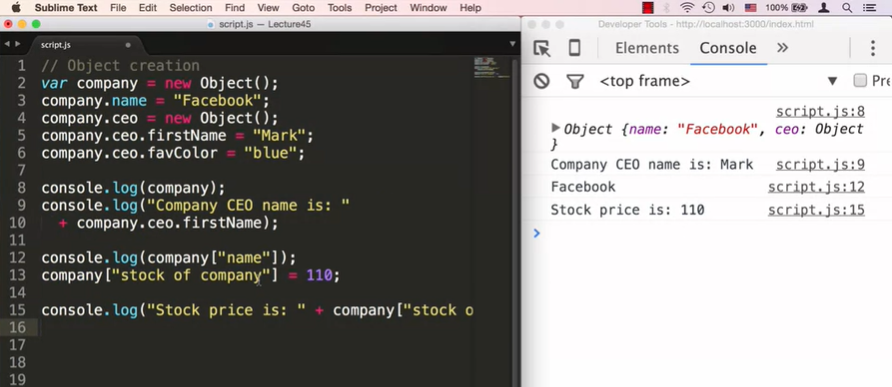 Sublime Text File Edit Selection Find View Goto Tools Project Window Help 100%
script.js — Lecture45
script.js
1 // Object creation
2 var company = new Object();
3 company.name = "Facebook";
4 company.ceo = new Object();
5 company.ceo.firstName = "Mark";
6 company.ceo.favColor = "blue";
7
8 console.log(company);
9 console.log("Company CEO name is: "
10 + company.ceo.firstName);
11
12 console.log(company["name"]);
13 company["stock of company"] = 110;
14
15 console.log("Stock price is: " + company["stock o
16
17
18
19
Developer Tools - http://localhost:3000/index.html
Elements Console »
<top frame> Pre
script.js:8
Object {name: "Facebook", ceo: Object
}
Company CEO name is: Mark script.js:9
Facebook script.js:12
Stock price is: 110 script.js:15
>